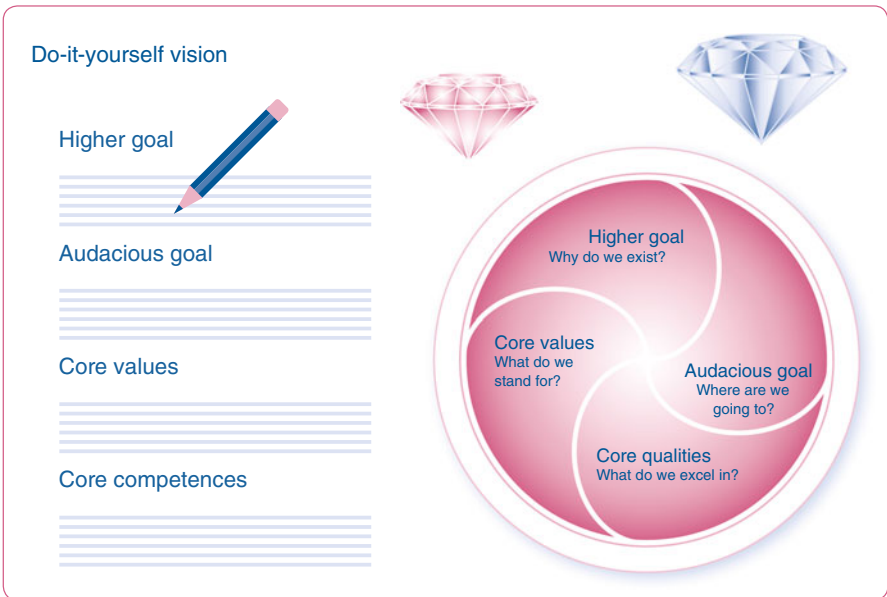 Do-it-yourself vision
Higher goal
Audacious goal
Core values
Core competences
Higher goal
Why do we exist?
Core values
What do we
stand for?
Audacious goal
Where are we
going to?
Core qualities
What do we excel in?